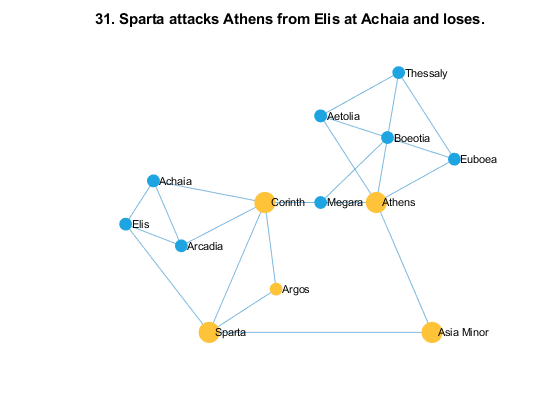 31. Sparta attacks Athens from Elis at Achaia and loses.
Thessaly
Aetolia
Boeotia
Euboea
Achaia
Corinth
Megara
Athens
Elis
Arcadia
Argos
Sparta
Asia Minor